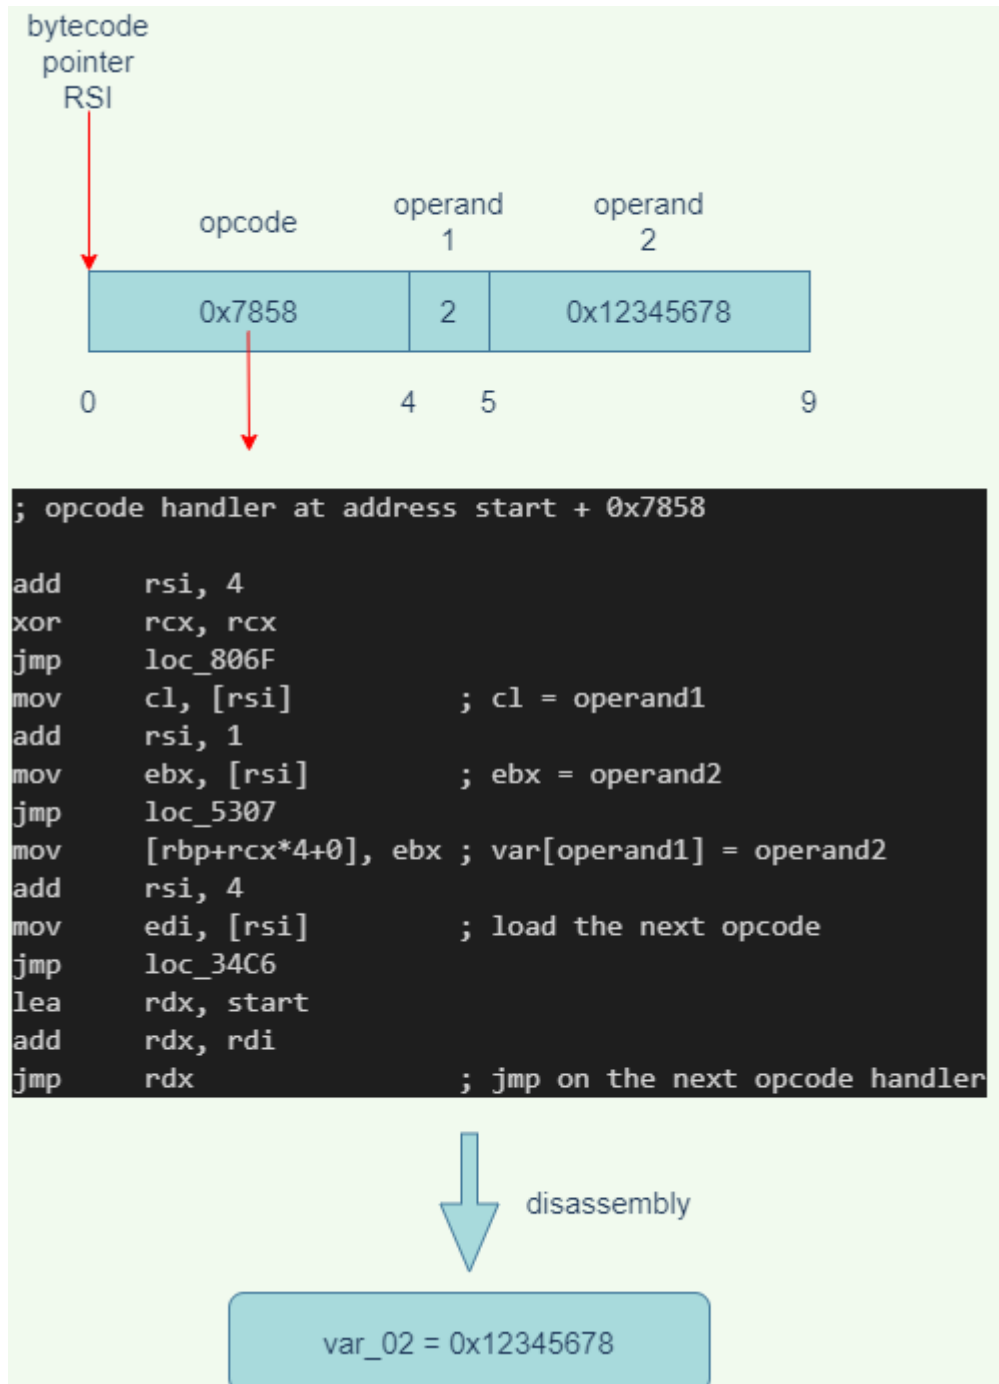 bytecode
pointer
RSI
opcode
operand
1
operand
2
0x7858
2
0x12345678
0
4
5
9
; opcode handler at address start + 0x7858
add rsi, 4
xor rcx, rcx
jmp loc_806F
mov cl, [rsi] ; cl = operand1
add rsi, 1
mov ebx, [rsi] ; ebx = operand2
jmp loc_5307
mov [rbp+rcx*4+0], ebx ; var[operand1] = operand2
add rsi, 4
mov edi, [rsi] ; load the next opcode
jmp loc_34C6
lea rdx, start
add rdx, rdi
jmp rdx ; jmp on the next opcode handler
disassembly
var_02 = 0x12345678